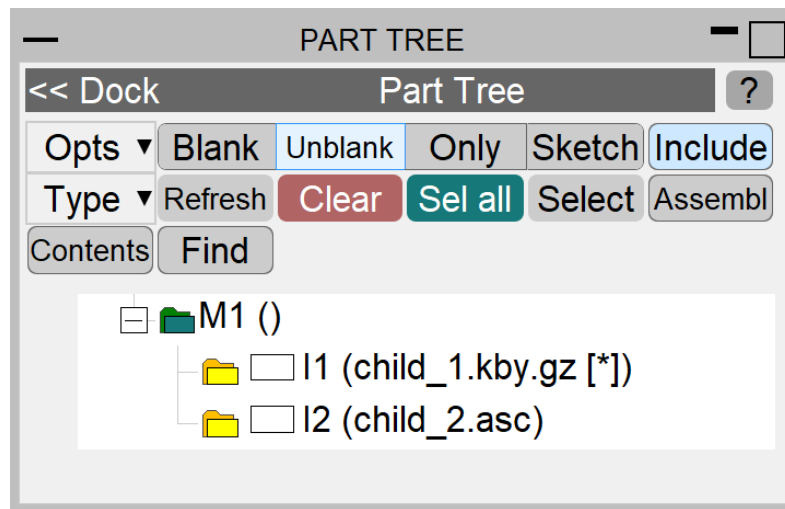 PART TREE
<< Dock Part Tree ?
Opts ▼ Blank Unblank Only Sketch Include
Type ▼ Refresh Clear Sel all Select Assembl
Contents Find
M1 ()
I1 (child_1.kby.gz [*])
I2 (child_2.asc)